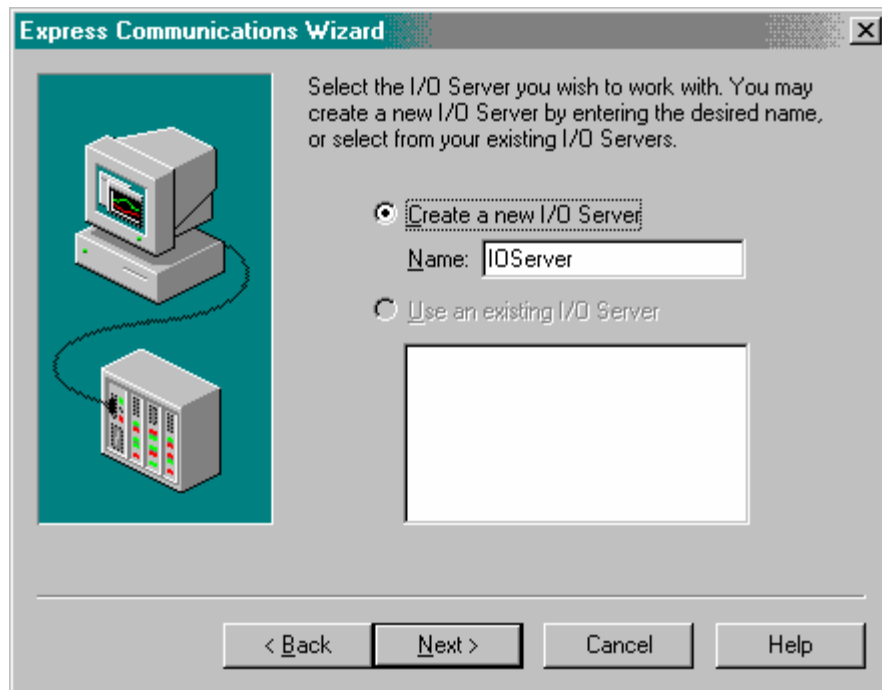 Express Communications Wizard
Select the I/O Server you wish to work with. You may
create a new I/O Server by entering the desired name,
or select from your existing I/O Servers.
Create a new I/O Server
Name: IOServer
Use an existing I/O Server
< Back Next > Cancel Help